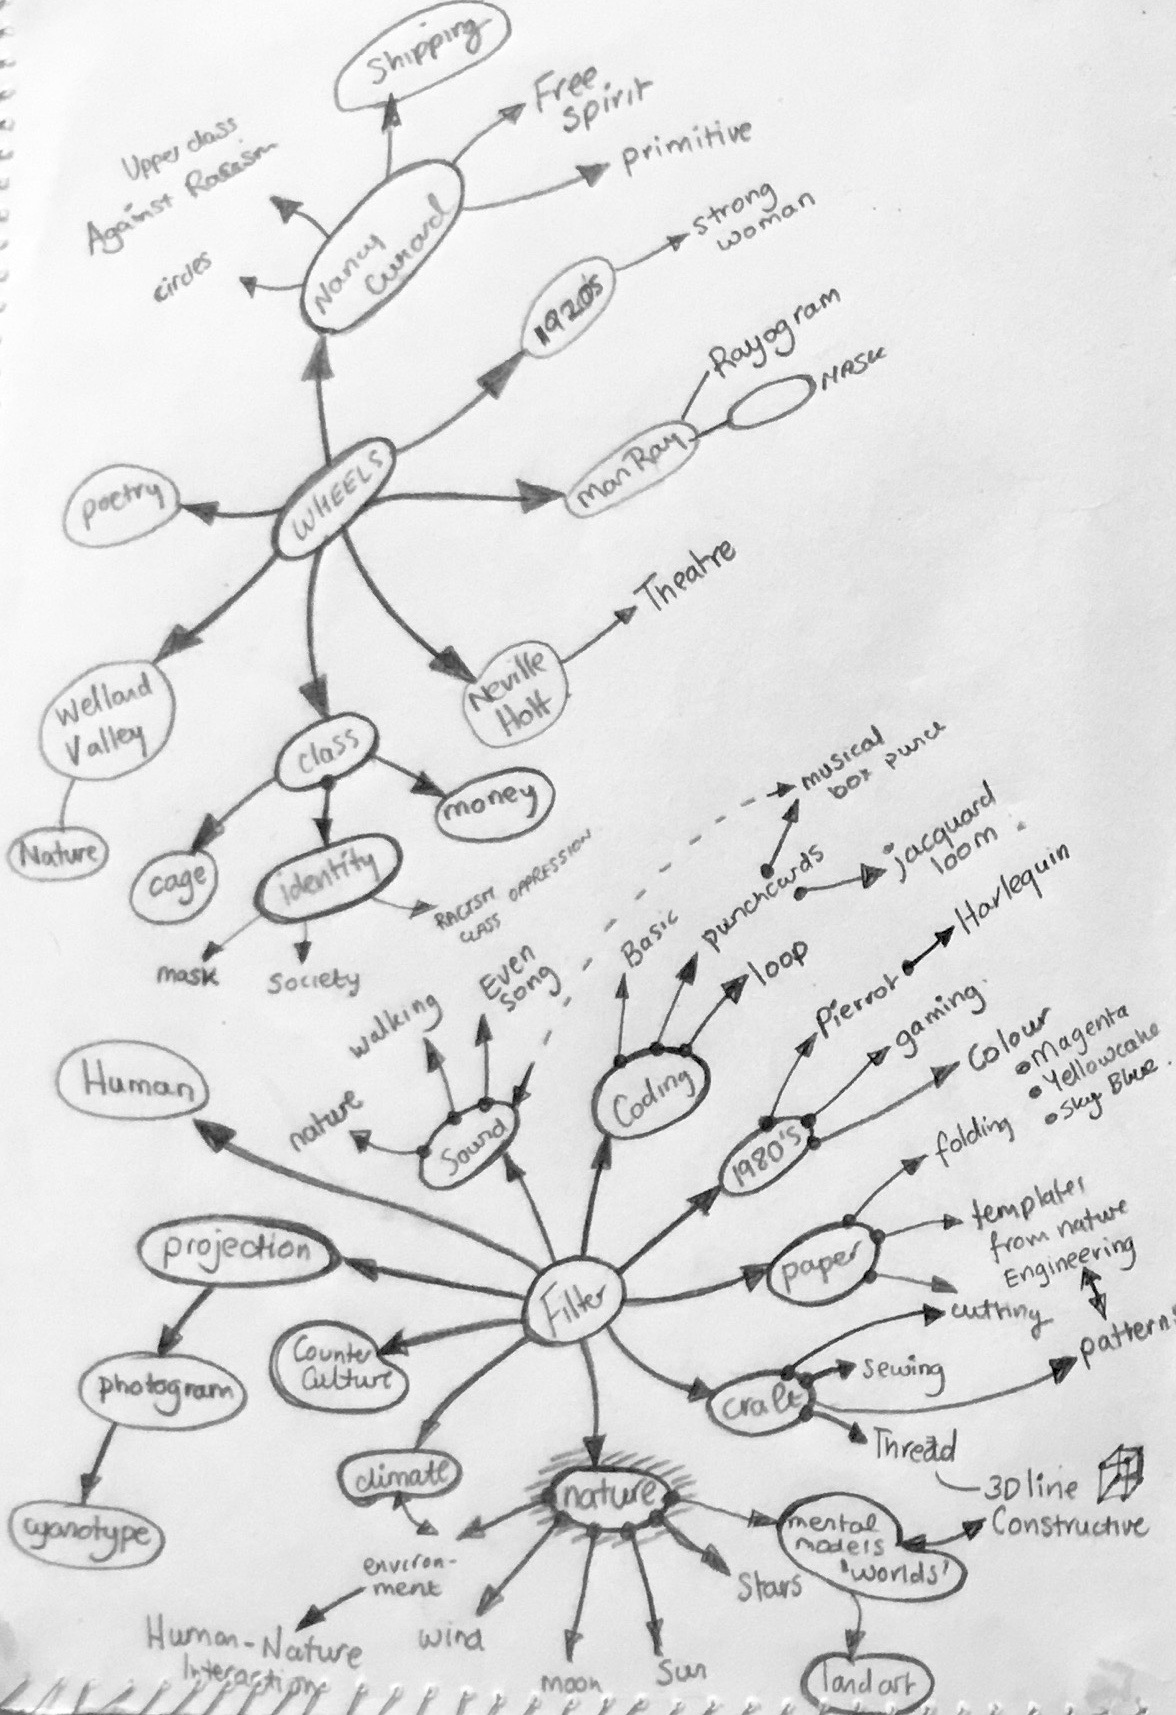 Shipping
Free
spirit
primitive
Upper class
Against Racism
circles
Nancy
Cunard
strong
woman
1920's
Rayogram
MASK
Man Ray
WHEELS
poetry
Theatre
Neville
Holt
Welland
Valley
Nature
class
money
cage
identity
RACISM OPPRESSION
CLASS
mask
society
musical
box
punchcards
jacquard
loom
Basic
loop
Even
song
walking
nature
Sound
Coding
Pierrot
Harlequin
gaming
Colour
Magenta
Yellowcake
Sky Blue.
1980's
Human
projection
photogram
cyanotype
Filter
Counter
Culture
paper
folding
templates
from nature
Engineering
cutting
patterns
craft
sewing
Thread
3D line
Constructive
climate
nature
environ-
ment
Human-Nature
Interaction
wind
moon
Sun
Stars
mental
models
'worlds'
land art